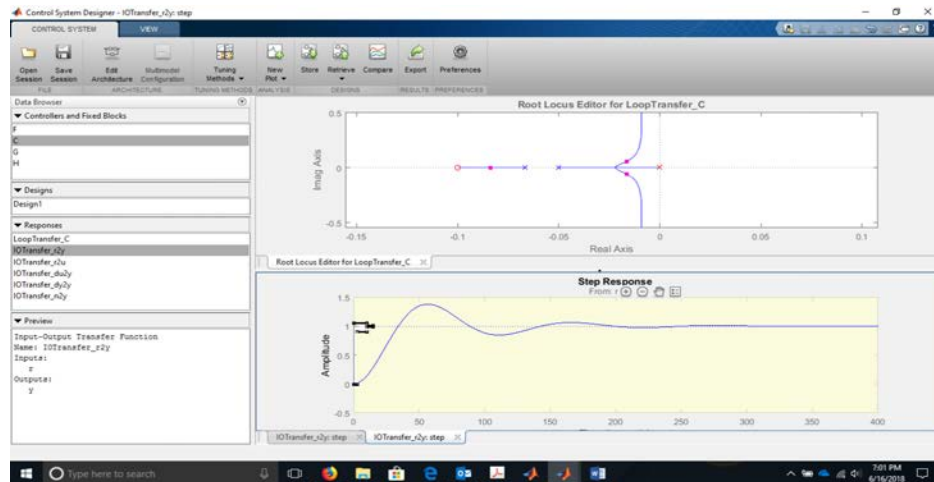 Control System Designer - IOTransfer_r2y: step
CONTROL SYSTEM
VIEW
Open Session
Save Session
Edit Architecture
Multimodel Configuration
Tuning Methods
New Plot
Store
Retrieve
Compare
Export
Preferences
FILE
ARCHITECTURE
TUNING METHODS
ANALYSIS
DESIGNS
RESULTS
PREFERENCES
Data Browser
Controllers and Fixed Blocks
F
C
G
H
Designs
Design1
Responses
LoopTransfer_C
IOTransfer_r2y
IOTransfer_r2u
IOTransfer_du2y
IOTransfer_dy2y
IOTransfer_n2y
Preview
Input-Output Transfer Function
Name: IOTransfer_r2y
Inputs:
r
Outputs:
y
Root Locus Editor for LoopTransfer_C
0.5
0
-0.5
Imag Axis
-0.15
-0.1
-0.05
0
0.05
0.1
Real Axis
Root Locus Editor for LoopTransfer_C
Step Response
From: r
1.5
1
0.5
0
-0.5
Amplitude
0
50
100
150
200
250
300
350
400
IOTransfer_r2y: step
IOTransfer_r2y: step
Type here to search
7:01 PM
6/16/2018